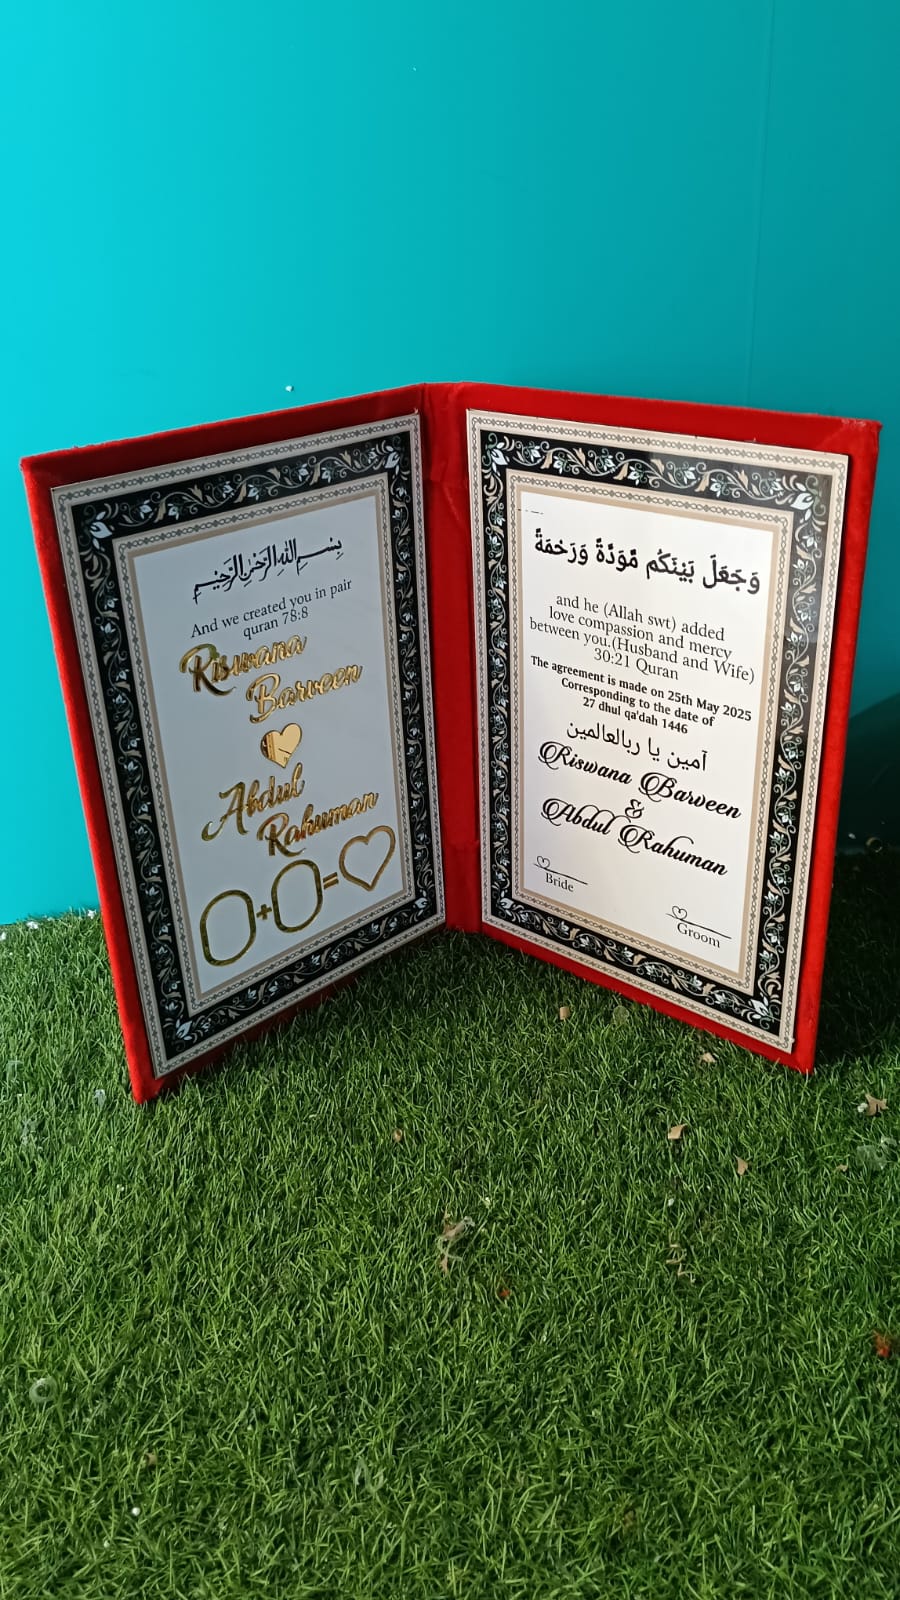 بِسْمِ اللهِ الرَّحْمٰنِ الرَّحِيْمِ
And we created you in pair
quran 78:8
Riswana
Barveen
Abdul
Rahuman
O+O=
وَجَعَلَ بَيْنَكُم مَّوَدَّةً وَرَحْمَةً
and he (Allah swt) added
love compassion and mercy
between you.(Husband and Wife)
30:21 Quran
The agreement is made on 25th May 2025
Corresponding to the date of
27 dhul qa'dah 1446
آمين يا ربالعالمين
Riswana Barveen
&
Abdul Rahuman
Bride
Groom